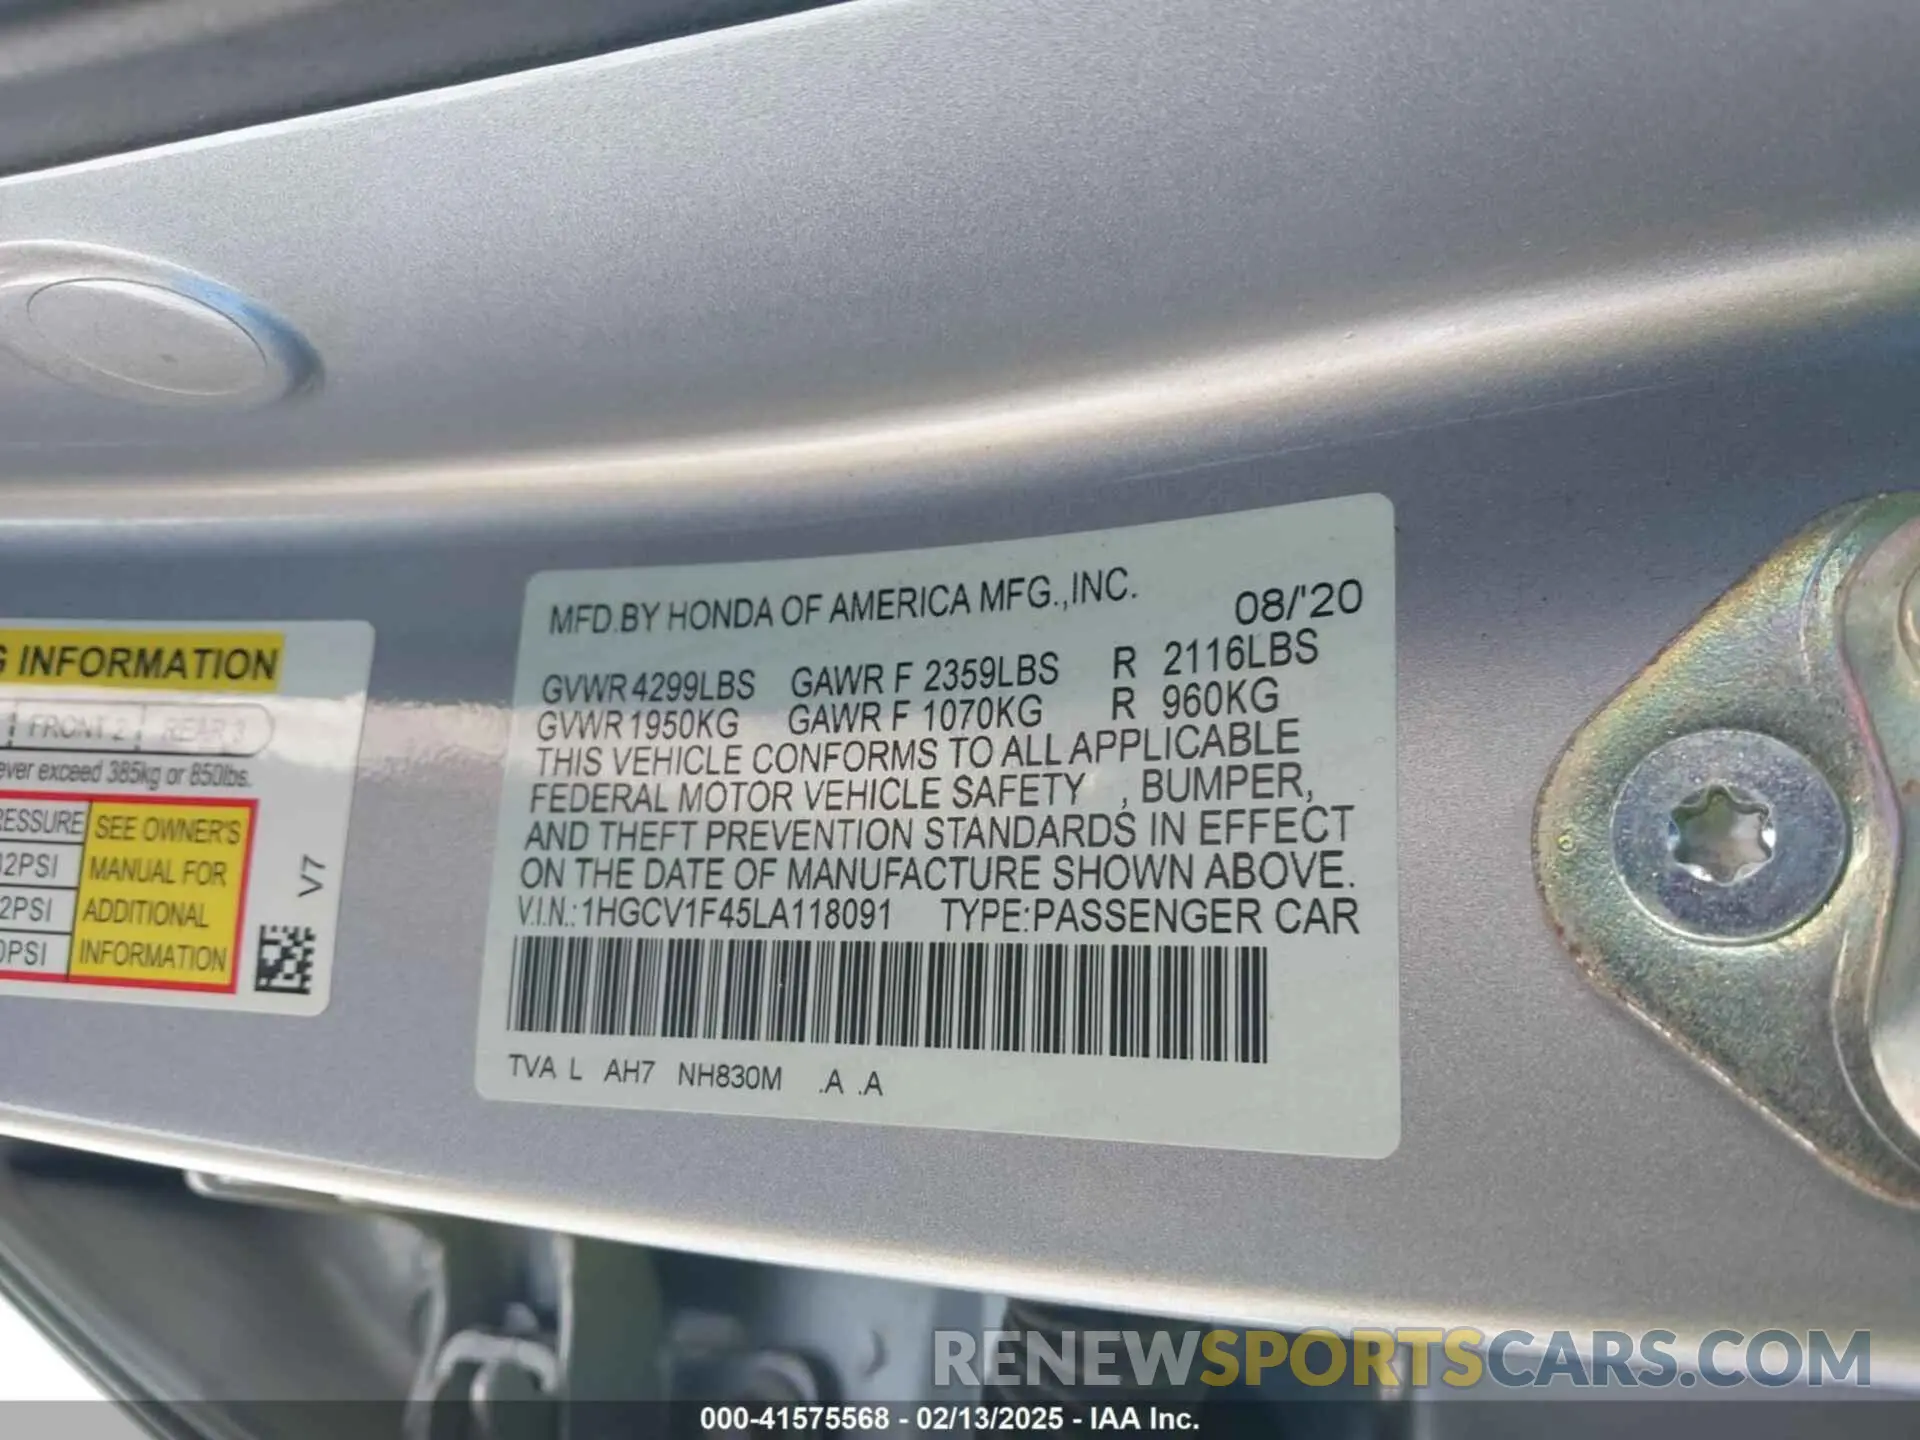 MFD.BY HONDA OF AMERICA MFG.,INC. 08/'20
GVWR 4299LBS GAWR F 2359LBS R 2116LBS
GVWR 1950KG GAWR F 1070KG R 960KG
THIS VEHICLE CONFORMS TO ALL APPLICABLE
FEDERAL MOTOR VEHICLE SAFETY , BUMPER,
AND THEFT PREVENTION STANDARDS IN EFFECT
ON THE DATE OF MANUFACTURE SHOWN ABOVE.
V.I.N.:1HGCV1F45LA118091 TYPE:PASSENGER CAR
TVA L AH7 NH830M .A .A
G INFORMATION
FRONT 2 REAR 3
ever exceed 385kg or 850lbs.
RESSURE SEE OWNER'S
32PSI MANUAL FOR
2PSI ADDITIONAL
0PSI INFORMATION
V7
RENEWSPORTSCARS.COM
000-41575568 - 02/13/2025 - IAA Inc.